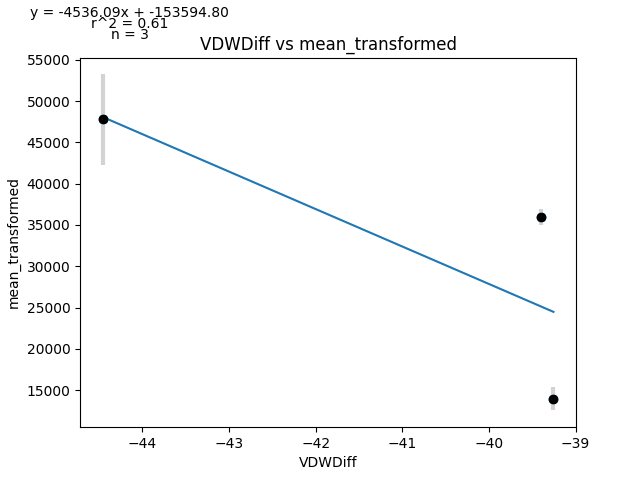 y = -4536.09x + -153594.80
r^2 = 0.61
n = 3
VDWDiff vs mean_transformed
55000
50000
45000
40000
35000
30000
25000
20000
15000
mean_transformed
−44 −43 −42 −41 −40 −39
VDWDiff